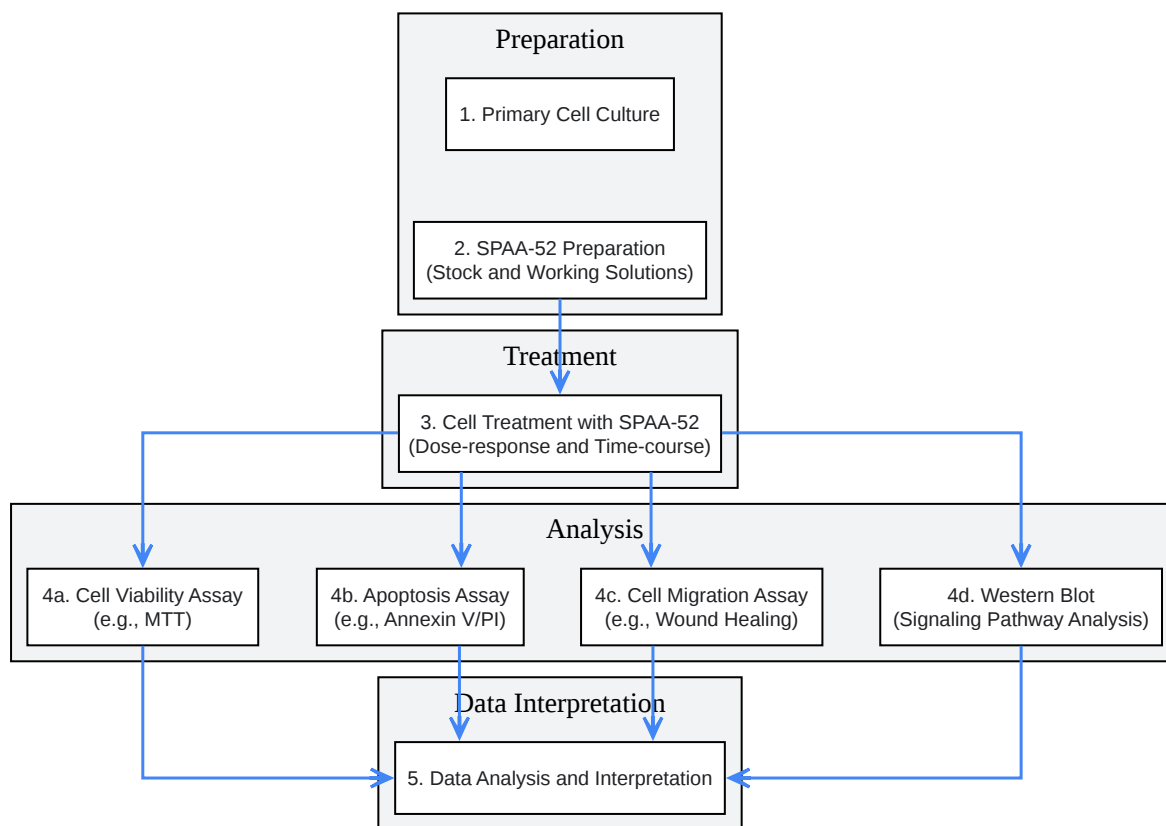 Preparation
1. Primary Cell Culture
2. SPAA-52 Preparation
(Stock and Working Solutions)
Treatment
3. Cell Treatment with SPAA-52
(Dose-response and Time-course)
Analysis
4a. Cell Viability Assay
(e.g., MTT)
4b. Apoptosis Assay
(e.g., Annexin V/PI)
4c. Cell Migration Assay
(e.g., Wound Healing)
4d. Western Blot
(Signaling Pathway Analysis)
Data Interpretation
5. Data Analysis and Interpretation